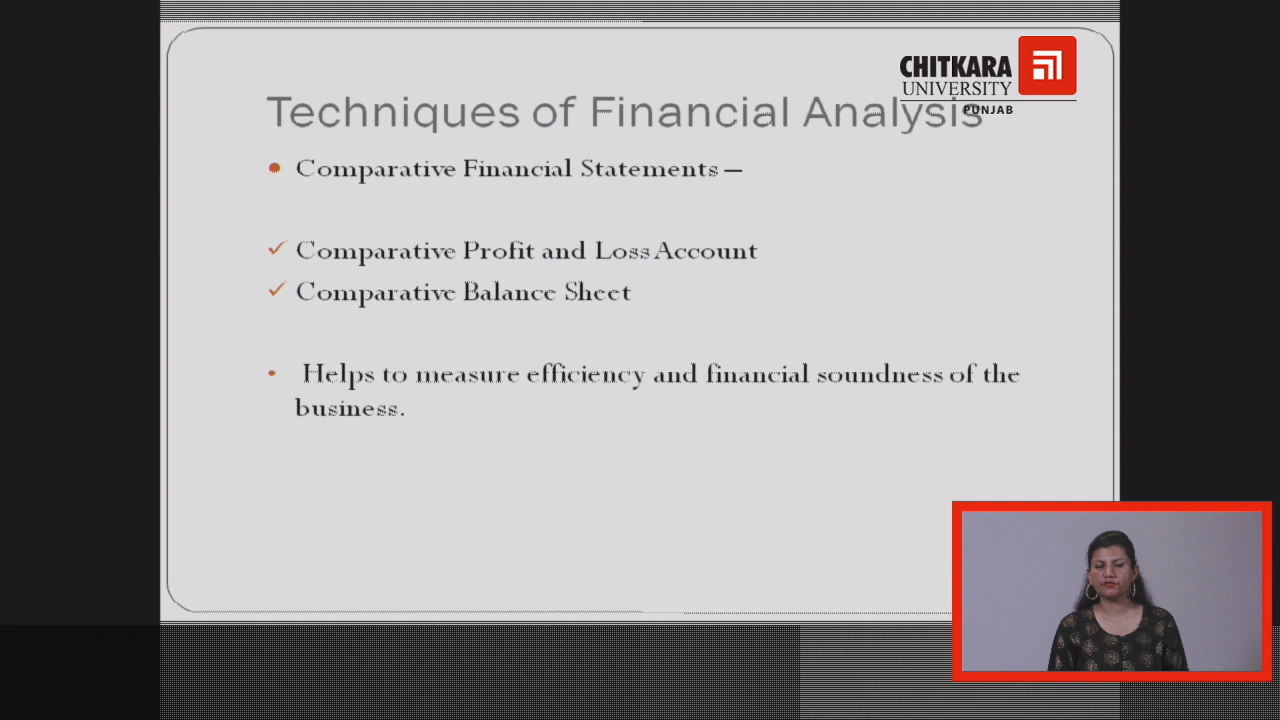 CHITKARA
UNIVERSITY
PUNJAB
Techniques of Financial Analysis
Comparative Financial Statements –
Comparative Profit and Loss Account
Comparative Balance Sheet
Helps to measure efficiency and financial soundness of the
business.